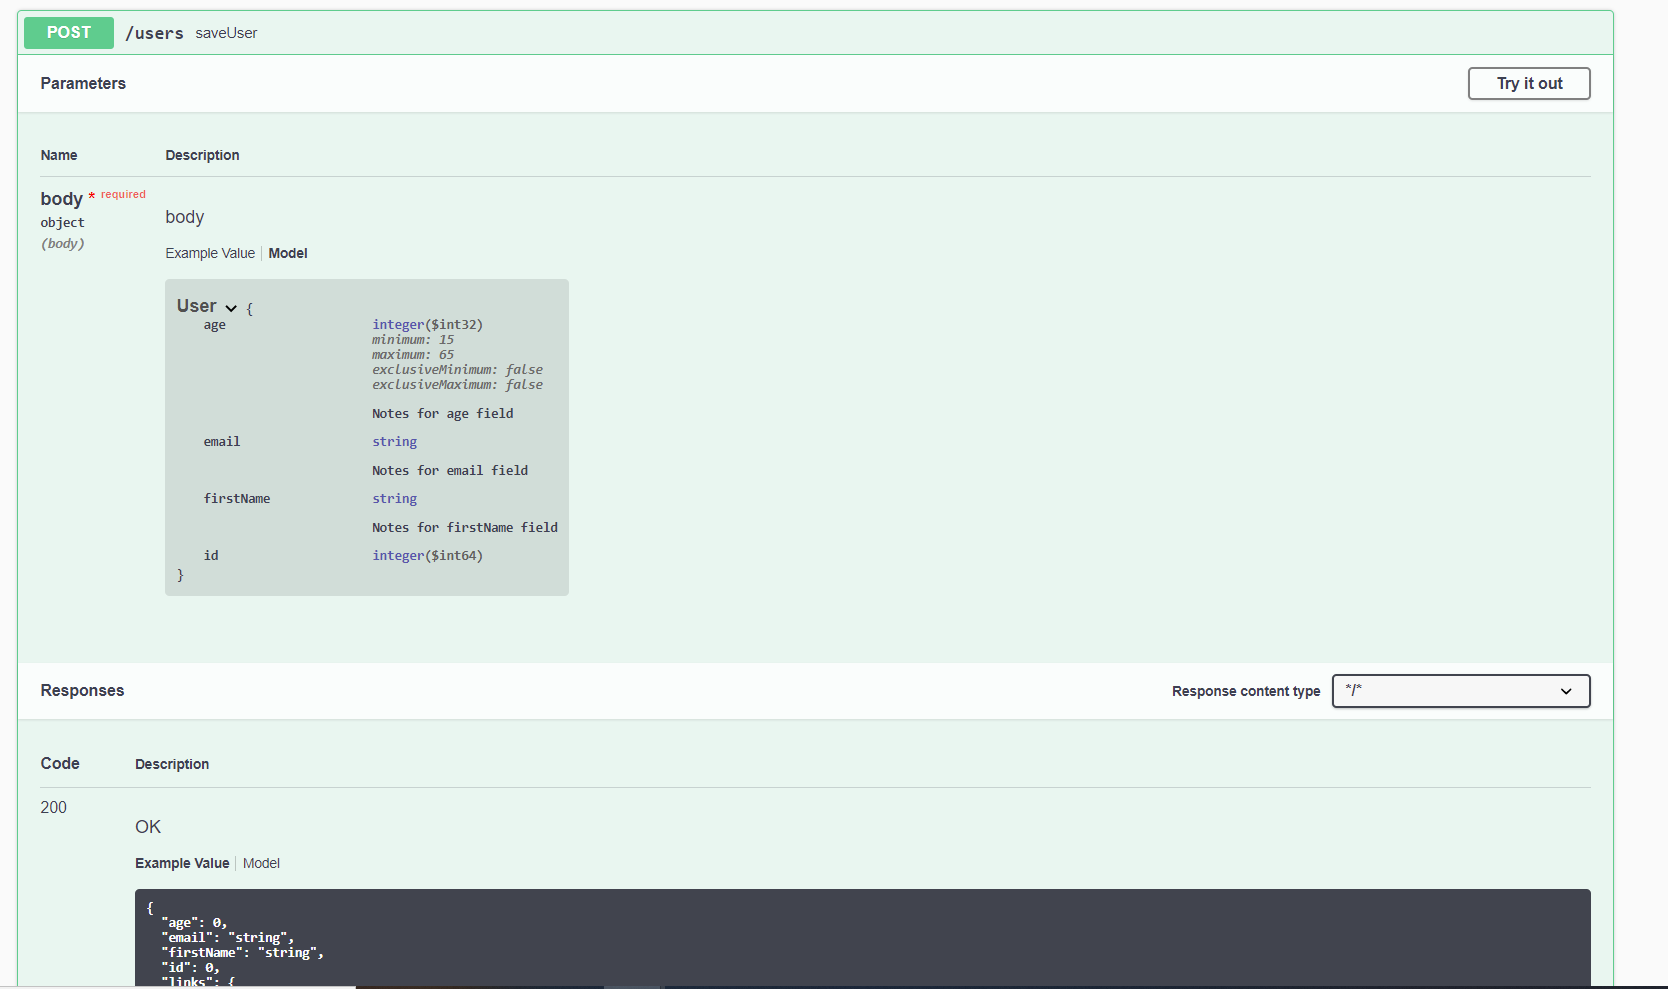 POST /users saveUser
Parameters Try it out
Name Description
body * required
object
(body)
body
Example Value Model
User {
age integer($int32)
minimum: 15
maximum: 65
exclusiveMinimum: false
exclusiveMaximum: false
Notes for age field
email string
Notes for email field
firstName string
Notes for firstName field
id integer($int64)
}
Responses Response content type */*
Code Description
200
OK
Example Value Model
{
"age": 0,
"email": "string",
"firstName": "string",
"id": 0,
"links": {